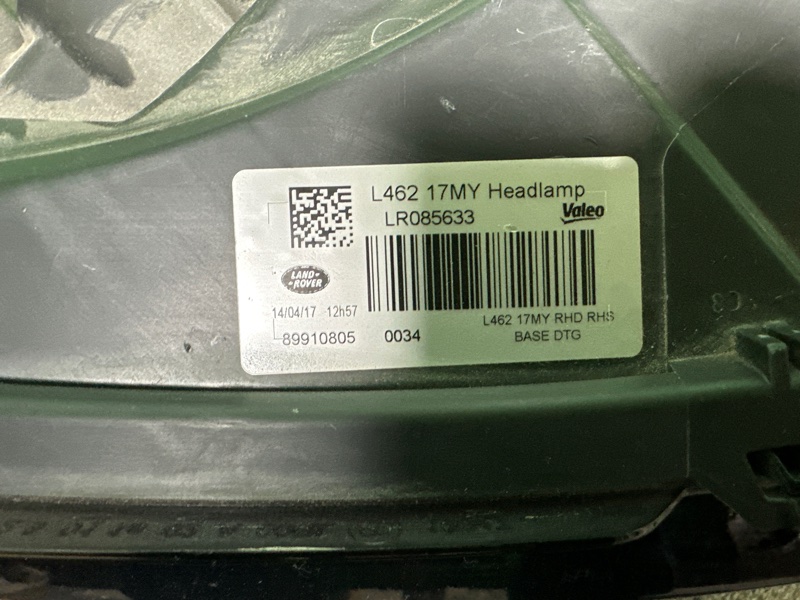 L462 17MY Headlamp
LR085633
Valeo
LAND-
-ROVER
14/04/17 12h57
L462 17MY RHD RHS
89910805 0034
BASE DTG